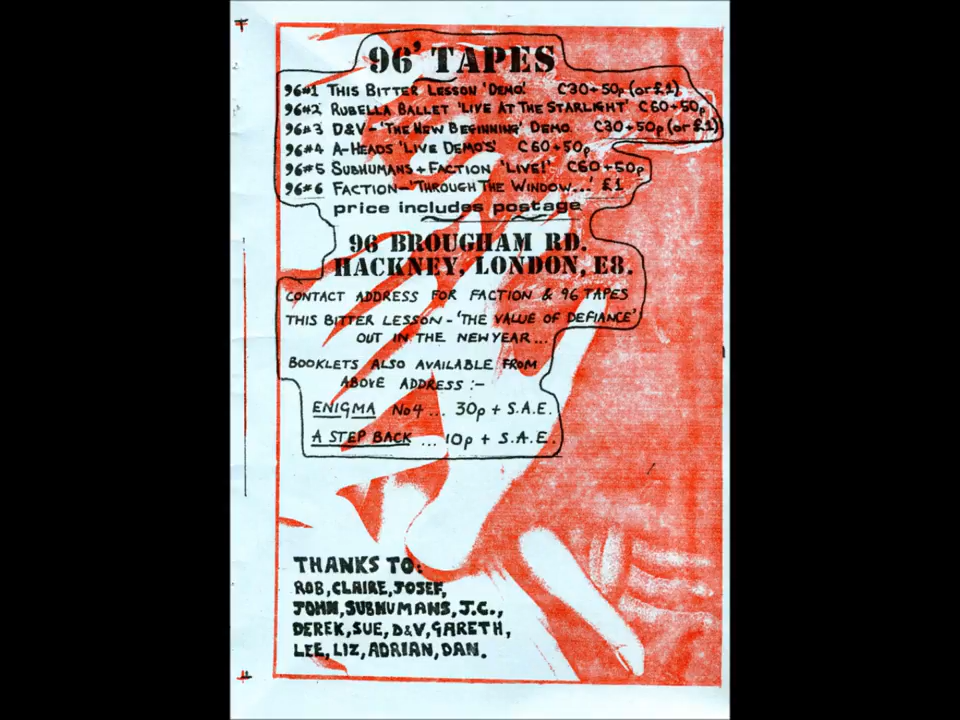 96' TAPES
96#1 THIS BITTER LESSON 'DEMO'. C30+50p (or £1)
96#2 RUBELLA BALLET 'LIVE AT THE STARLIGHT' C60+50p
96#3 D&V-'THE NEW BEGINNING' DEMO. C30+50p (or £1)
96#4 A-HEADS 'LIVE DEMO'S' C60+50p
96#5 SUBHUMANS + FACTION 'LIVE!' C60+50p
96#6 FACTION-'THROUGH THE WINDOW...' £1
price includes postage
96 BROUGHAM RD.
HACKNEY, LONDON, E8.
CONTACT ADDRESS FOR FACTION & 96 TAPES
THIS BITTER LESSON-'THE VALUE OF DEFIANCE'
OUT IN THE NEW YEAR...
BOOKLETS ALSO AVAILABLE FROM
ABOVE ADDRESS :-
ENIGMA No4 ... 30p + S.A.E.
A STEP BACK ... 10p + S.A.E.
THANKS TO:
ROB, CLAIRE, JOSEF,
JOHN, SUBHUMANS, J.C.,
DEREK, SUE, D&V, GARETH,
LEE, LIZ, ADRIAN, DAN.